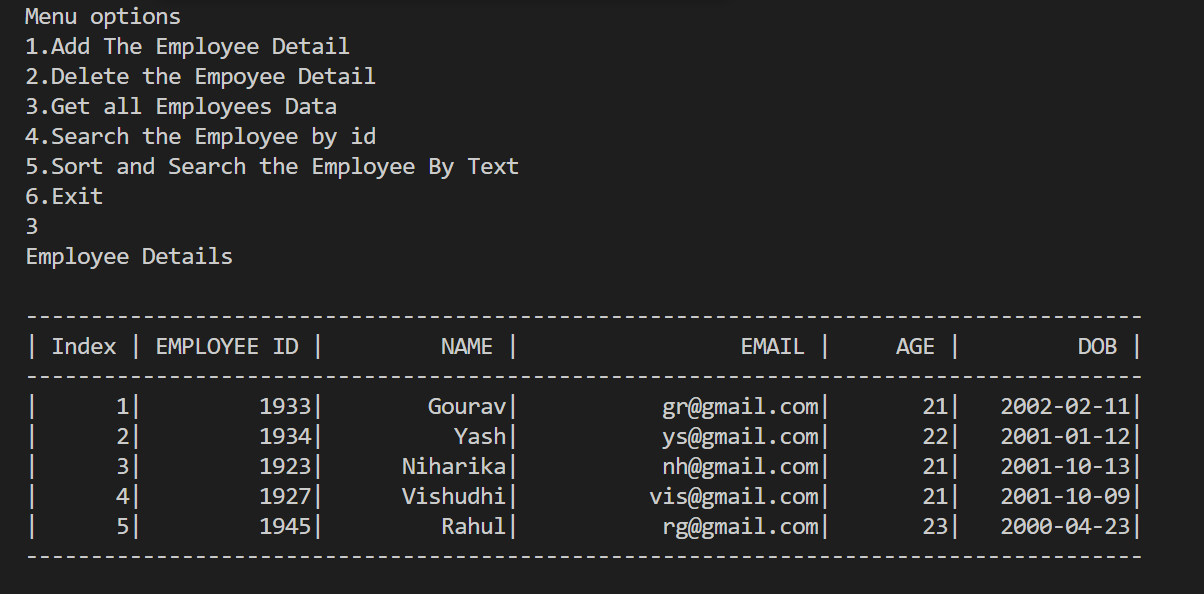 Menu options
1.Add The Employee Detail
2.Delete the Empoyee Detail
3.Get all Employees Data
4.Search the Employee by id
5.Sort and Search the Employee By Text
6.Exit
3
Employee Details
--------------------------------------------------------------------------------------
| Index | EMPLOYEE ID |         NAME |                 EMAIL |     AGE |         DOB |
--------------------------------------------------------------------------------------
|      1|         1933|        Gourav|           gr@gmail.com|       21|   2002-02-11|
|      2|         1934|          Yash|           ys@gmail.com|       22|   2001-01-12|
|      3|         1923|      Niharika|           nh@gmail.com|       21|   2001-10-13|
|      4|         1927|      Vishudhi|          vis@gmail.com|       21|   2001-10-09|
|      5|         1945|         Rahul|           rg@gmail.com|       23|   2000-04-23|
--------------------------------------------------------------------------------------